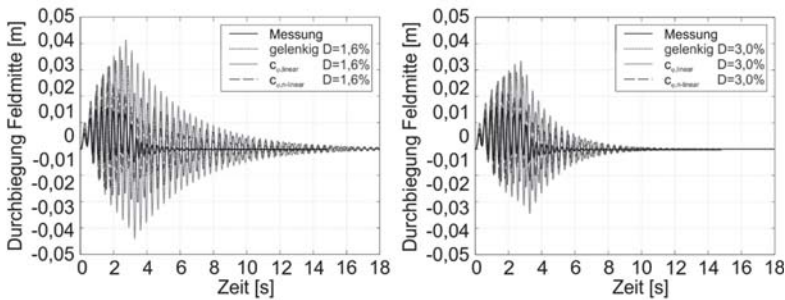 Durchbiegung Feldmitte [m]
0,05
0,04
0,03
0,02
0,01
0
-0,01
-0,02
-0,03
-0,04
-0,05
Messung
gelenkig D=1,6%
cφ,linear D=1,6%
cφ,n-linear D=1,6%
0 2 4 6 8 10 12 14 16 18
Zeit [s]
Durchbiegung Feldmitte [m]
0,05
0,04
0,03
0,02
0,01
0
-0,01
-0,02
-0,03
-0,04
0,05
Messung
gelenkig D=3,0%
cφ,linear D=3,0%
cφ,n-linear D=3,0%
0 2 4 6 8 10 12 14 16 18
Zeit [s]